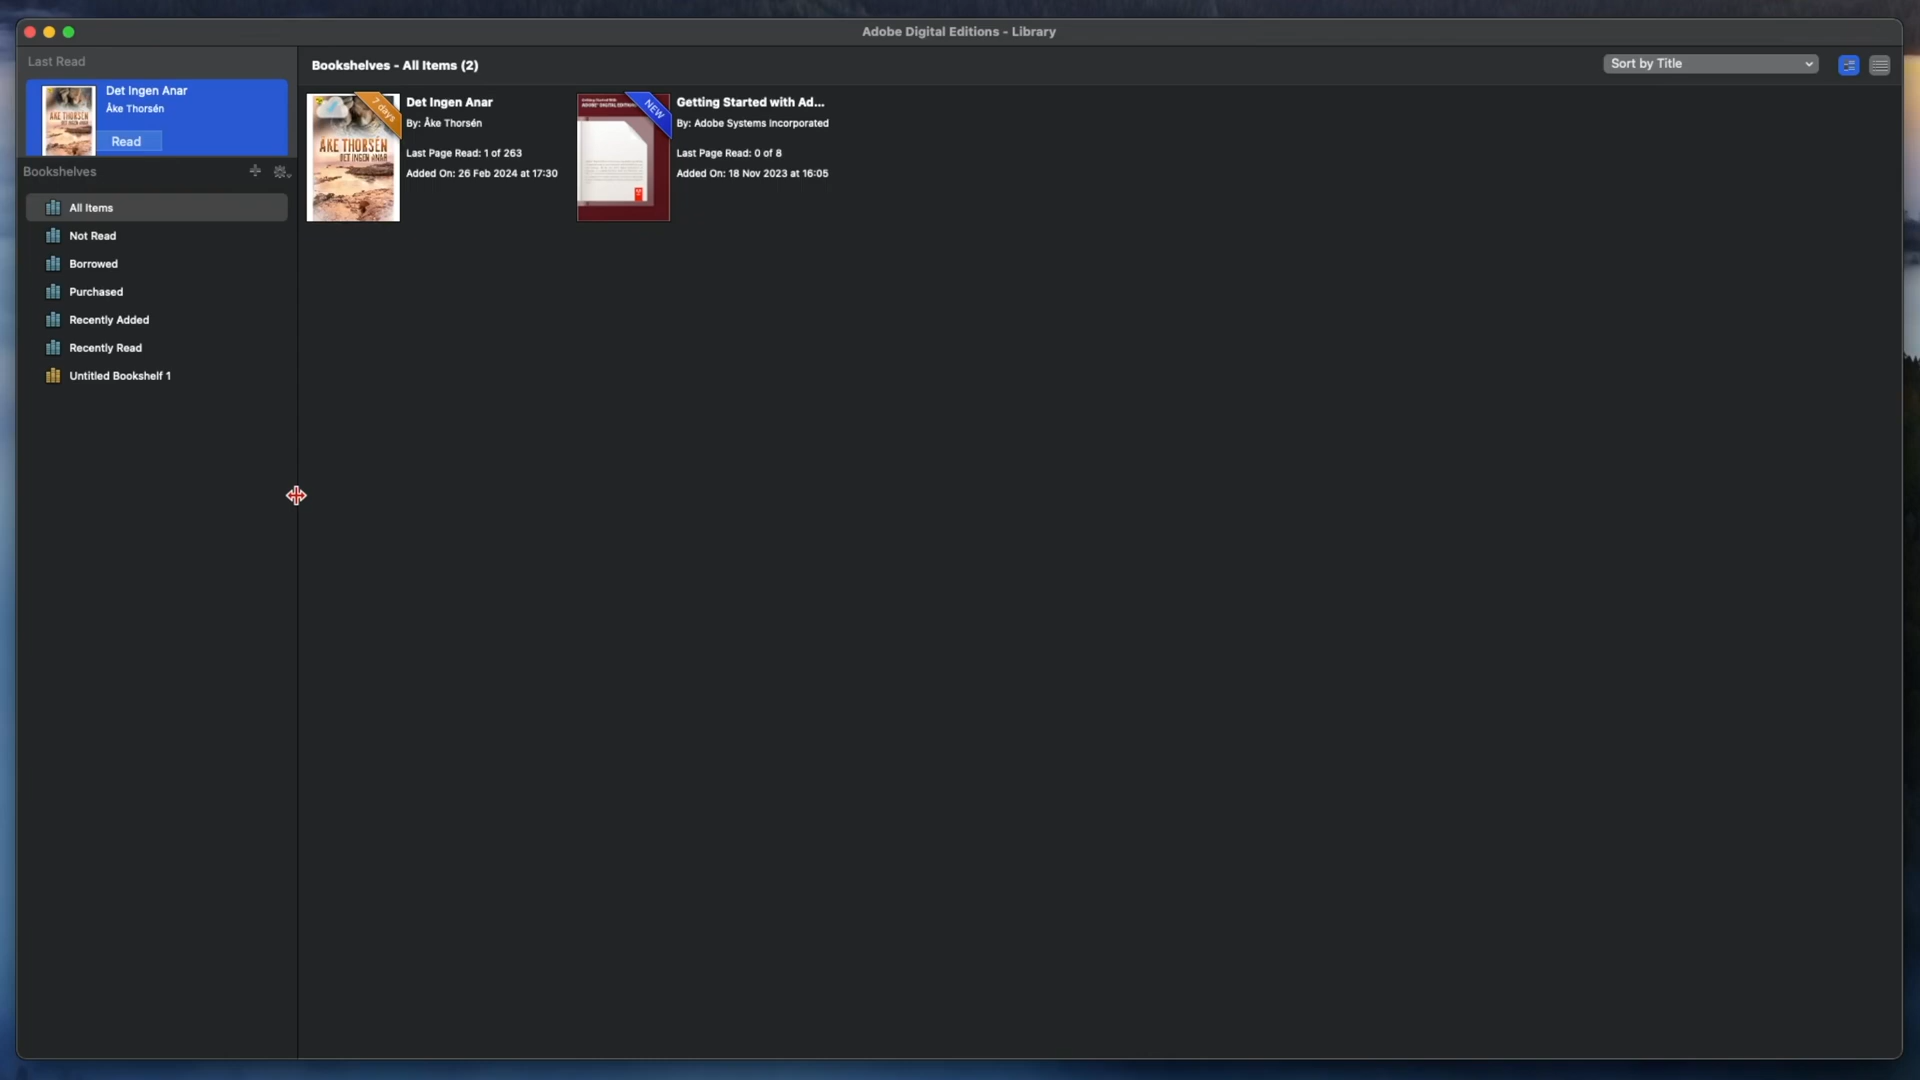 Adobe Digital Editions - Library
Last Read
Det Ingen Anar
Åke Thorsén
Read
ÅKE THORSÉN
Bookshelves
All Items
Not Read
Borrowed
Purchased
Recently Added
Recently Read
Untitled Bookshelf 1
Bookshelves - All Items (2)
Sort by Title
7 days
ÅKE THORSÉN
DET INGEN ANAR
Det Ingen Anar
By: Åke Thorsén
Last Page Read: 1 of 263
Added On: 26 Feb 2024 at 17:30
NEW
Getting Started with Ad...
By: Adobe Systems Incorporated
Last Page Read: 0 of 8
Added On: 18 Nov 2023 at 16:05